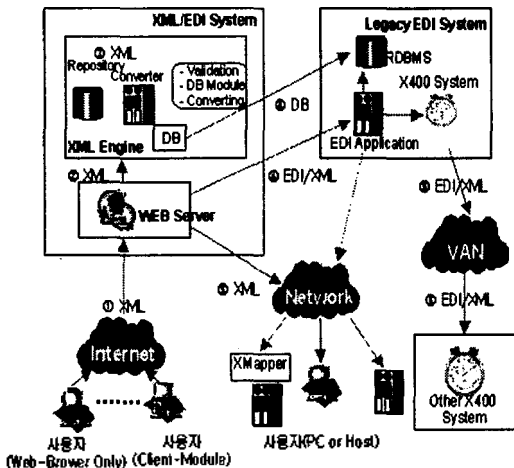 XML/EDI System
③ XML
Repository
Converter
- Validation
- DB Module
- Converting
DB
XML Engine
② XML
WEB Server
① XML
Internet
사용자
(Web-Brower Only)
사용자
(Client-Module)
Legacy EDI System
RDBMS
X400 System
EDI Application
④ DB
④ EDI/XML
⑤ EDI/XML
VAN
⑤ EDI/XML
Other X400
System
⑤ XML
Network
XMapper
사용자(PC or Host)